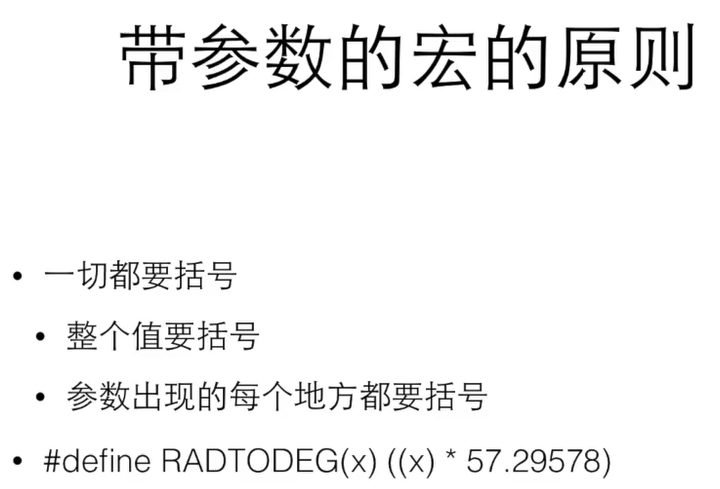 带参数的宏的原则
• 一切都要括号
• 整个值要括号
• 参数出现的每个地方都要括号
• #define RADTODEG(x) ((x) * 57.29578)